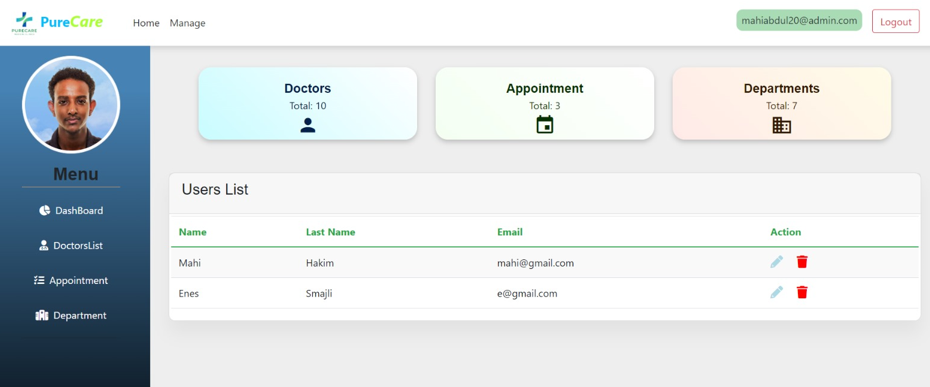 PureCare
PURECARE
Home
Manage
mahiabdul20@admin.com
Logout
Menu
DashBoard
DoctorsList
Appointment
Department
Doctors
Total: 10
Appointment
Total: 3
Departments
Total: 7
Users List
Name Last Name Email Action
Mahi Hakim mahi@gmail.com
Enes Smajli e@gmail.com